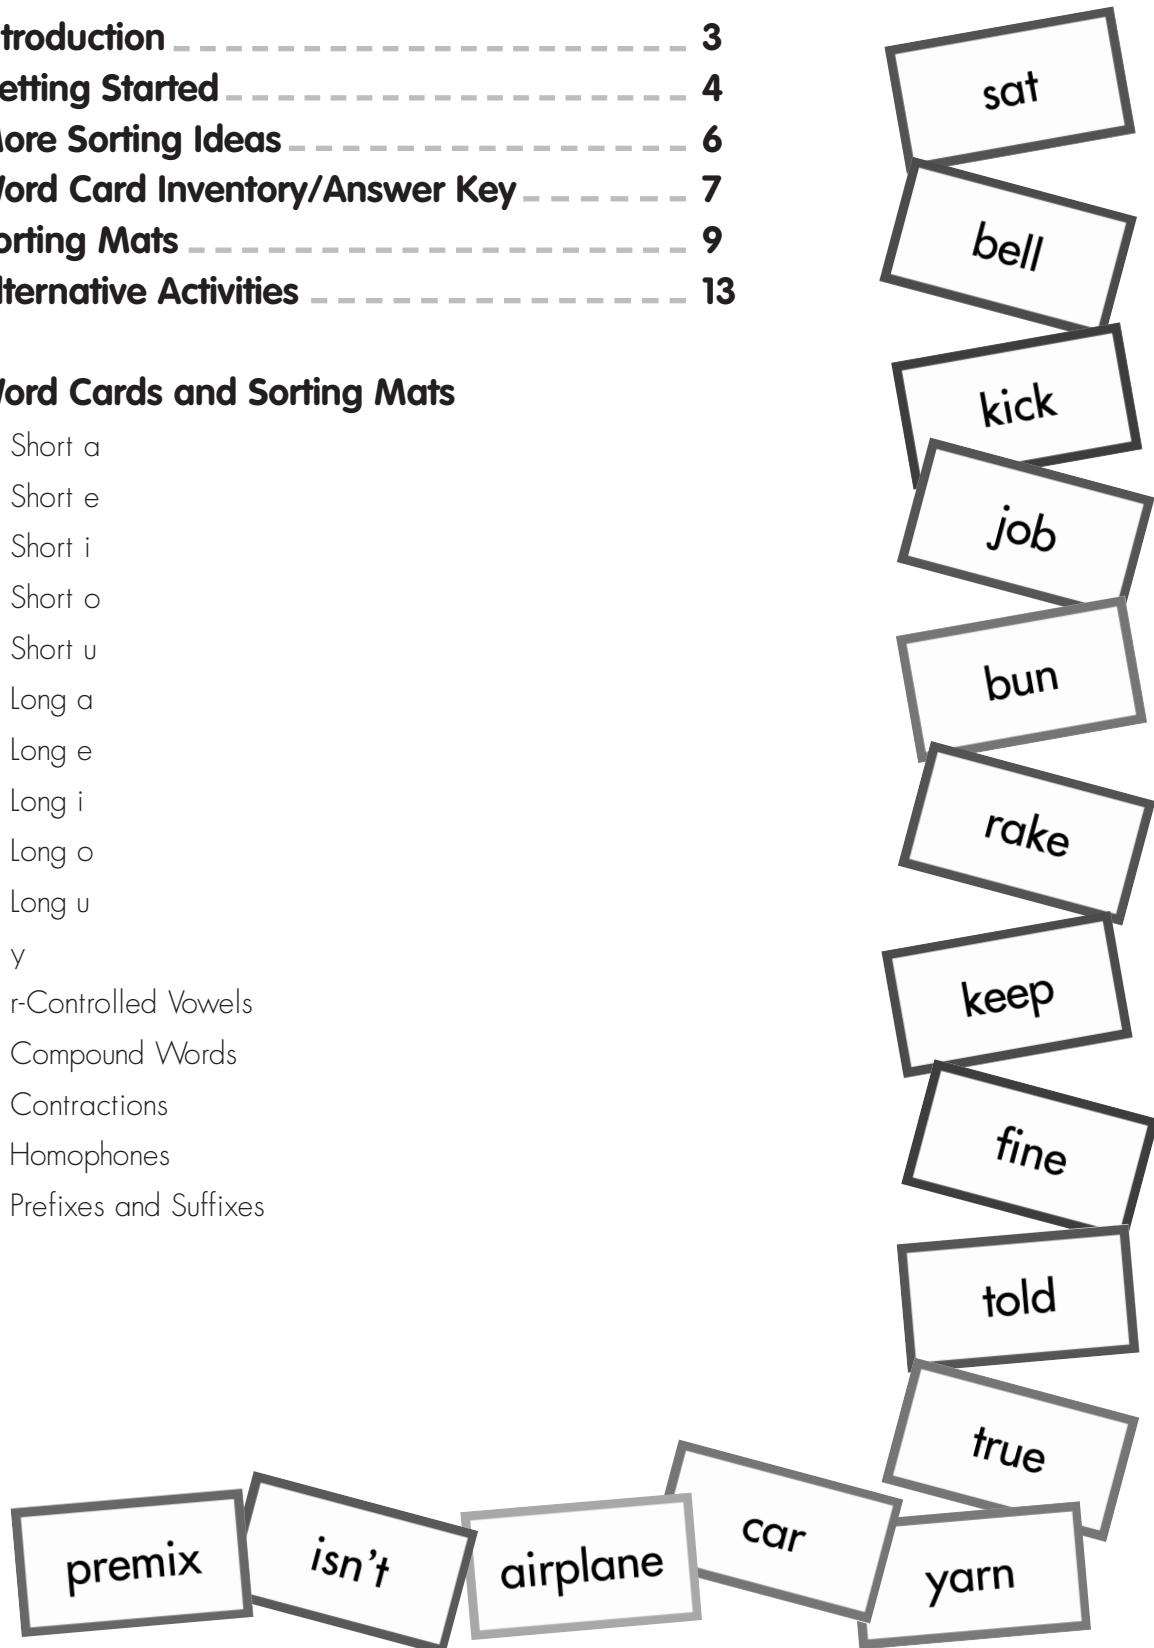 troduction 3
etting Started 4
ore Sorting Ideas 6
ord Card Inventory/Answer Key 7
orting Mats 9
lternative Activities 13
ord Cards and Sorting Mats
Short a
Short e
Short i
Short o
Short u
Long a
Long e
Long i
Long o
Long u
y
r-Controlled Vowels
Compound Words
Contractions
Homophones
Prefixes and Suffixes
sat
bell
kick
job
bun
rake
keep
fine
told
true
yarn
car
airplane
isn't
premix